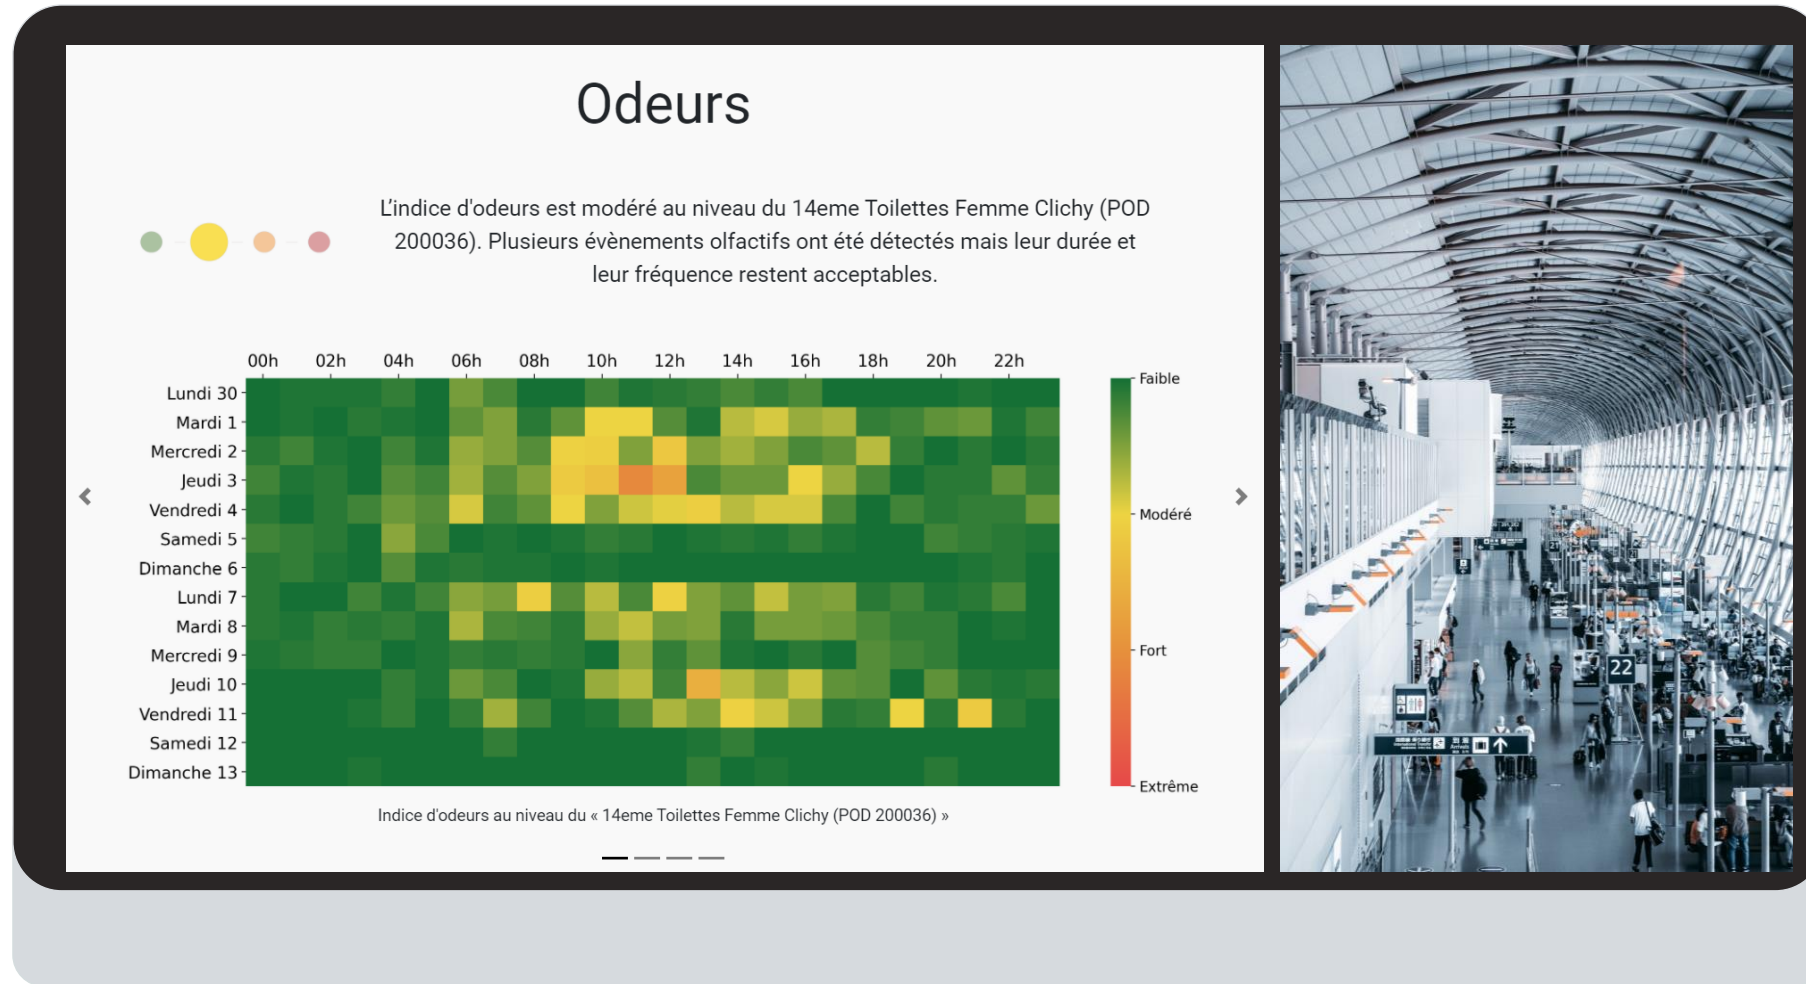 Odeurs
L'indice d'odeurs est modéré au niveau du 14eme Toilettes Femme Clichy (POD
200036). Plusieurs évènements olfactifs ont été détectés mais leur durée et
leur fréquence restent acceptables.
00h 02h 04h 06h 08h 10h 12h 14h 16h 18h 20h 22h
Lundi 30
Mardi 1
Mercredi 2
Jeudi 3
Vendredi 4
Samedi 5
Dimanche 6
Lundi 7
Mardi 8
Mercredi 9
Jeudi 10
Vendredi 11
Samedi 12
Dimanche 13
Faible
Modéré
Fort
Extrême
Indice d'odeurs au niveau du « 14eme Toilettes Femme Clichy (POD 200036) »
22
Arrivals